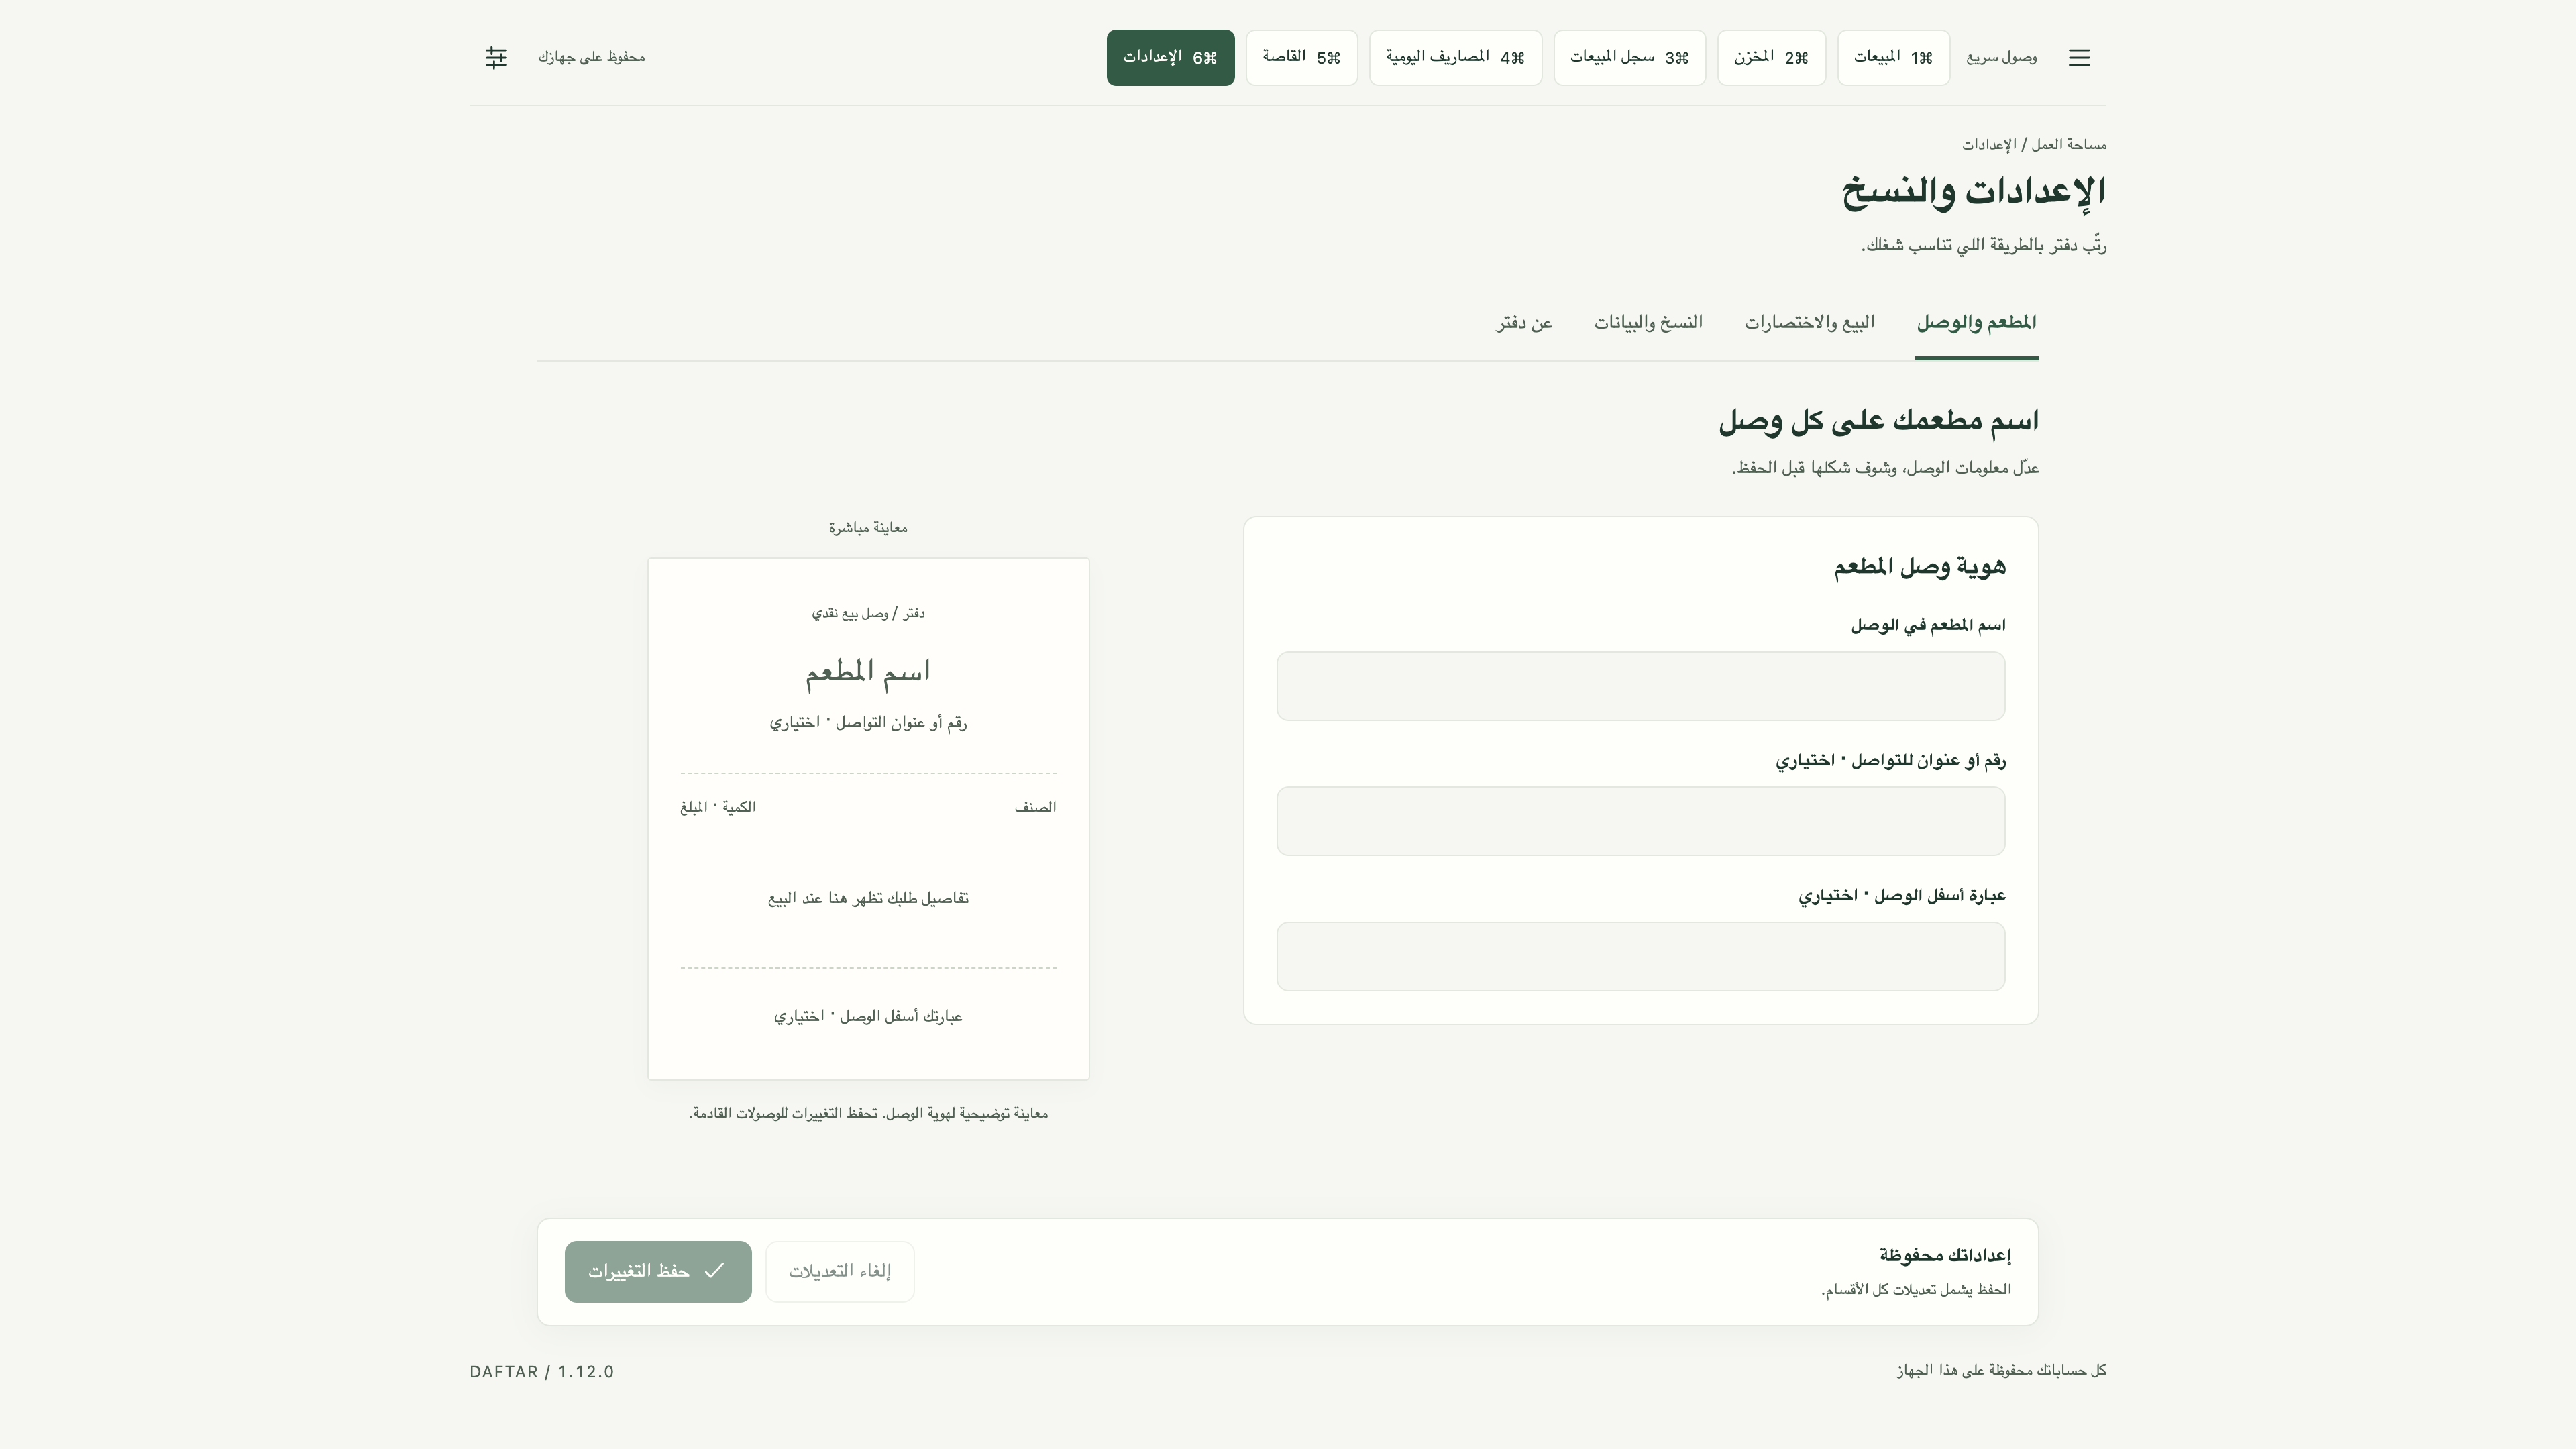 وصول سريع
⌘1 المبيعات
⌘2 المخزن
⌘3 سجل المبيعات
⌘4 المصاريف اليومية
⌘5 القاصة
⌘6 الإعدادات
محفوظ على جهازك
مساحة العمل / الإعدادات
الإعدادات والنسخ
رتّب دفتر بالطريقة اللي تناسب شغلك.
المطعم والوصل
البيع والاختصارات
النسخ والبيانات
عن دفتر
اسم مطعمك على كل وصل
عدّل معلومات الوصل، وشوف شكلها قبل الحفظ.
هوية وصل المطعم
اسم المطعم في الوصل
رقم أو عنوان للتواصل · اختياري
عبارة أسفل الوصل · اختياري
معاينة مباشرة
دفتر / وصل بيع نقدي
اسم المطعم
رقم أو عنوان التواصل · اختياري
الصنف
الكمية · المبلغ
تفاصيل طلبك تظهر هنا عند البيع
عبارتك أسفل الوصل · اختياري
معاينة توضيحية لهوية الوصل. تحفظ التغييرات للوصولات القادمة.
إعداداتك محفوظة
الحفظ يشمل تعديلات كل الأقسام.
إلغاء التعديلات
حفظ التغييرات
كل حساباتك محفوظة على هذا الجهاز
DAFTAR / 1.12.0